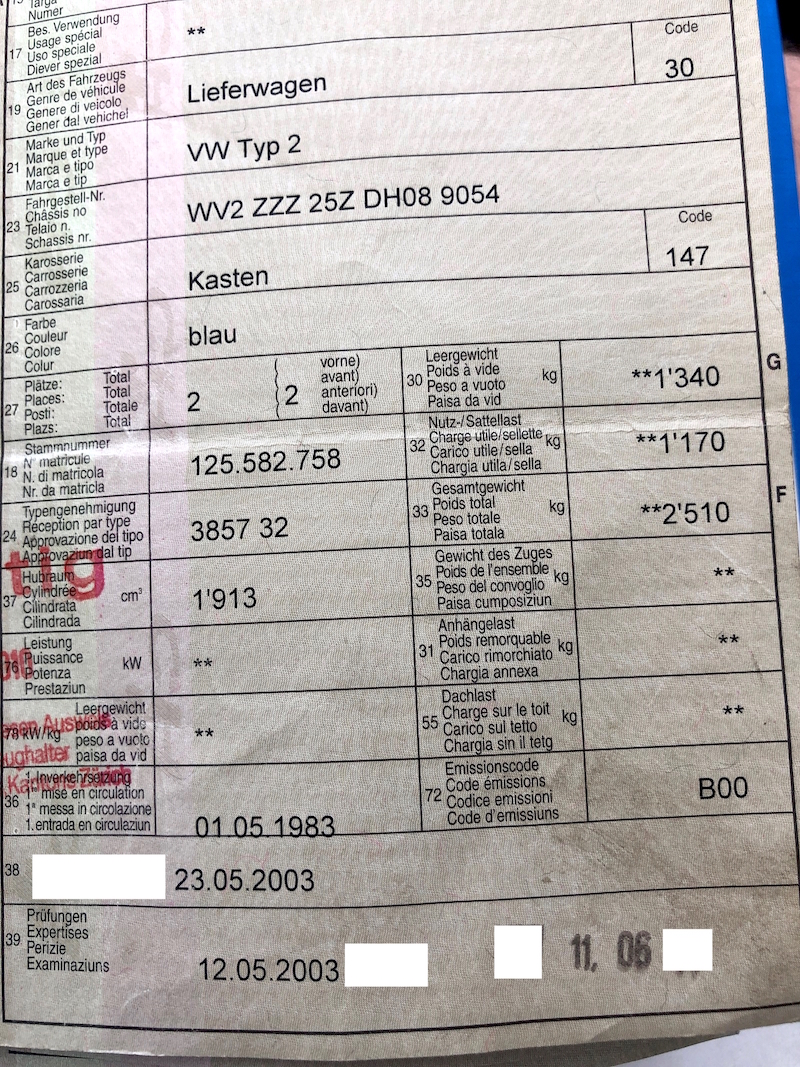 Targa
Numer
17 Bes. Verwendung
Usage spécial
Uso speciale
Diever spezial
**
Code
19 Art des Fahrzeugs
Genre de véhicule
Genere di veicolo
Gener dal vehichel
Lieferwagen
30
21 Marke und Typ
Marque et type
Marca e tipo
Marca e tip
VW Typ 2
23 Fahrgestell-Nr.
Châssis no
Telaio n.
Schassis nr.
WV2 ZZZ 25Z DH08 9054
Code
25 Karosserie
Carrosserie
Carrozzeria
Carossaria
Kasten
147
26 Farbe
Couleur
Colore
Colur
blau
27 Plätze: Total
Places: Total
Posti: Totale
Plazs: Total
2
2
vorne)
avant)
anteriori)
davant)
30 Leergewicht
Poids à vide
Peso a vuoto
Paisa da vid
kg
**1'340
G
18 Stammnummer
N° matricule
N. di matricola
Nr. da matricla
125.582.758
32 Nutz-/Sattellast
Charge utile/sellette
Carico utile/sella
Chargia utila/sella
kg
**1'170
24 Typengenehmigung
Réception par type
Approvazione del tipo
Approvaziun dal tip
3857 32
33 Gesamtgewicht
Poids total
Peso totale
Paisa totala
kg
**2'510
F
tig
37 Hubraum
Cylindrée
Cilindrata
Cilindrada
cm³
1'913
35 Gewicht des Zuges
Poids de l'ensemble
Peso del convoglio
Paisa cumposiziun
kg
**
76 Leistung
Puissance
Potenza
Prestaziun
kW
**
31 Anhängelast
Poids remorquable
Carico rimorchiato
Chargia annexa
kg
**
78 kW/kg
Leergewicht
poids à vide
peso a vuoto
paisa da vid
**
55 Dachlast
Charge sur le toit
Carico sul tetto
Chargia sin il tetg
kg
**
Ausweis
Kantons Zürich
36 1. Inverkehrsetzung
1re mise en circulation
1a messa in circolazione
1. entrada en circulaziun
01.05.1983
72 Emissionscode
Code émissions
Codice emissioni
Code d'emissiuns
B00
38
23.05.2003
39 Prüfungen
Expertises
Perizie
Examinaziuns
12.05.2003
11. 06